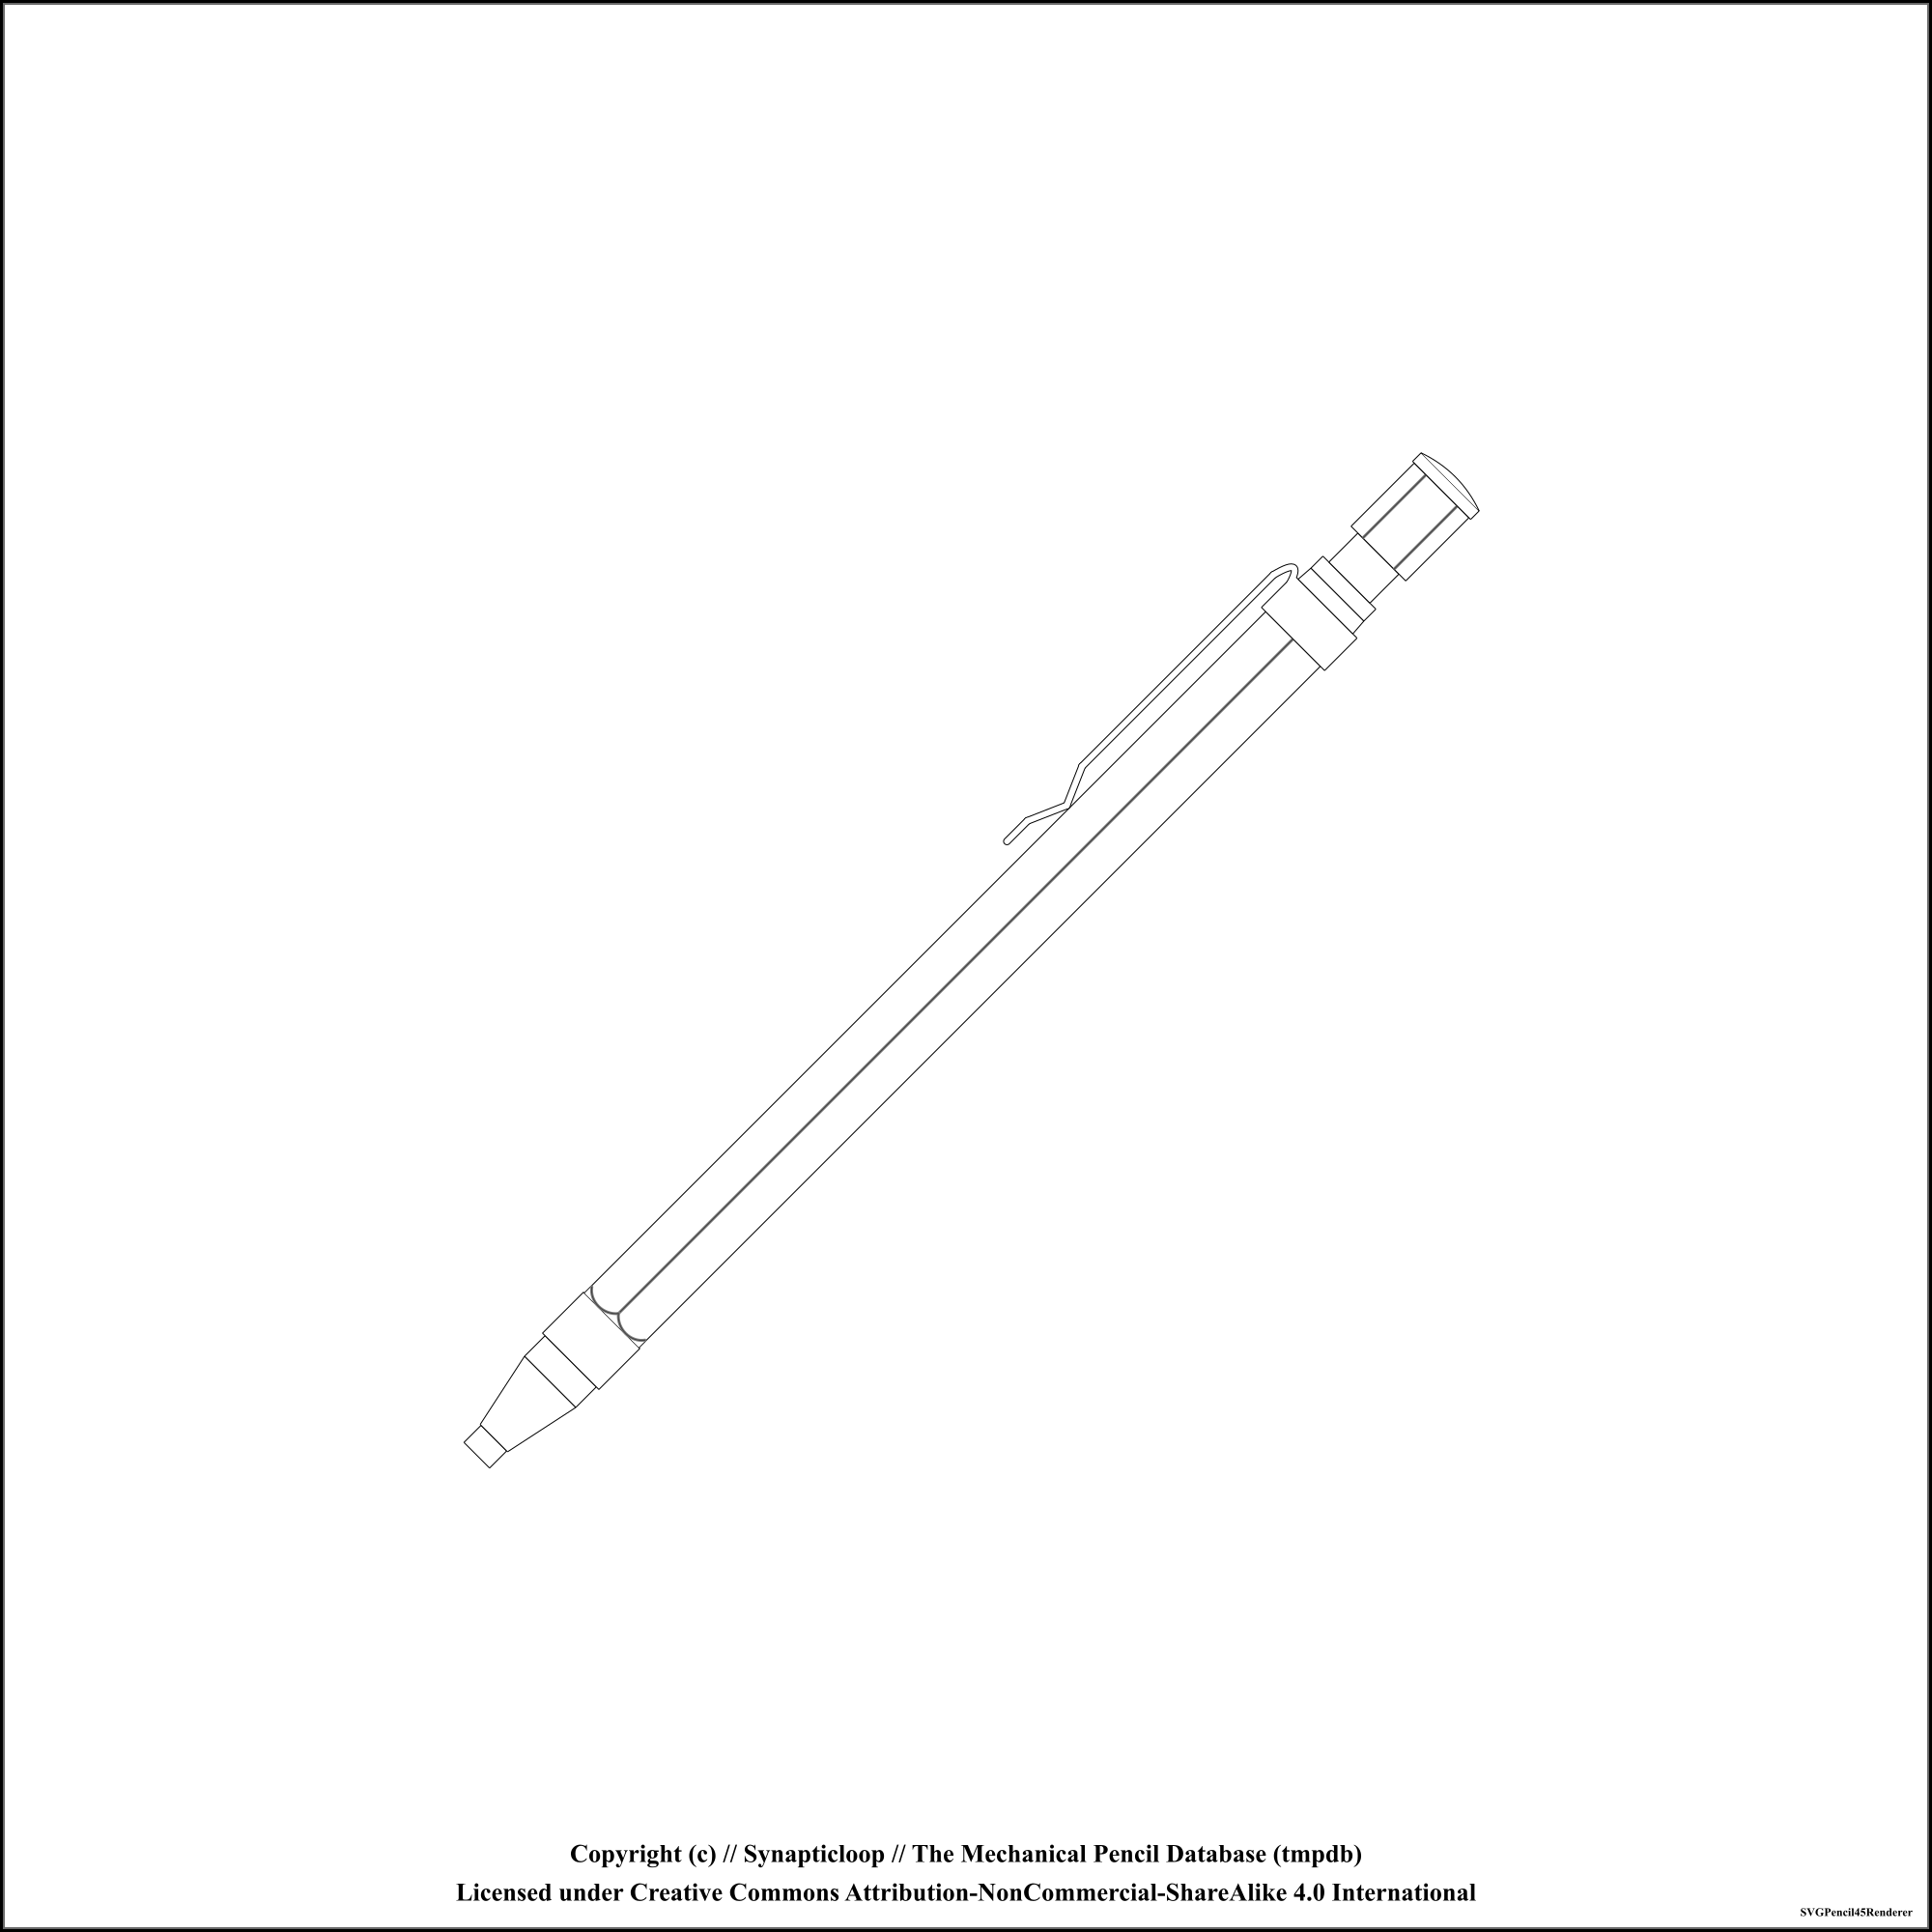 Copyright (c) // Synapticloop // The Mechanical Pencil Database (tmpdb)
Licensed under Creative Commons Attribution-NonCommercial-ShareAlike 4.0 International
SVGPencil45Renderer